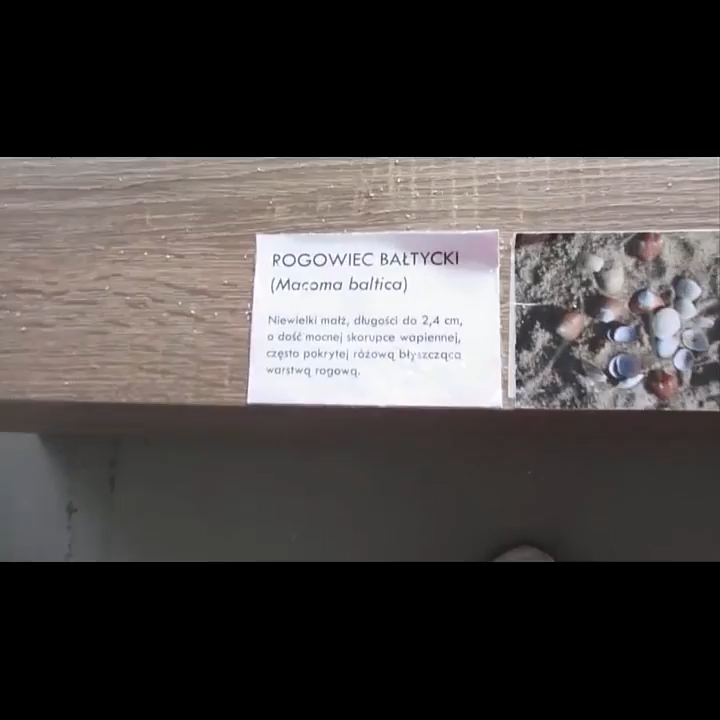 ROGOWIEC BAŁTYCKI
(Macoma baltica)
Niewielki małż, długości do 2,4 cm,
o dość mocnej skorupce wapiennej,
często pokrytej różową błyszczącą
warstwą rogową.